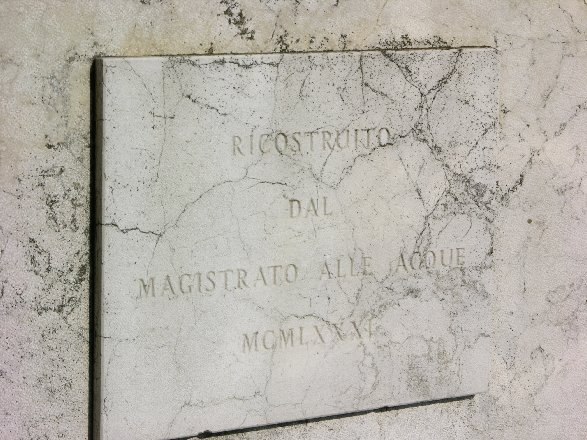 RICOSTRUITO
DAL
MAGISTRATO ALLE ACQUE
MCMLXXXI